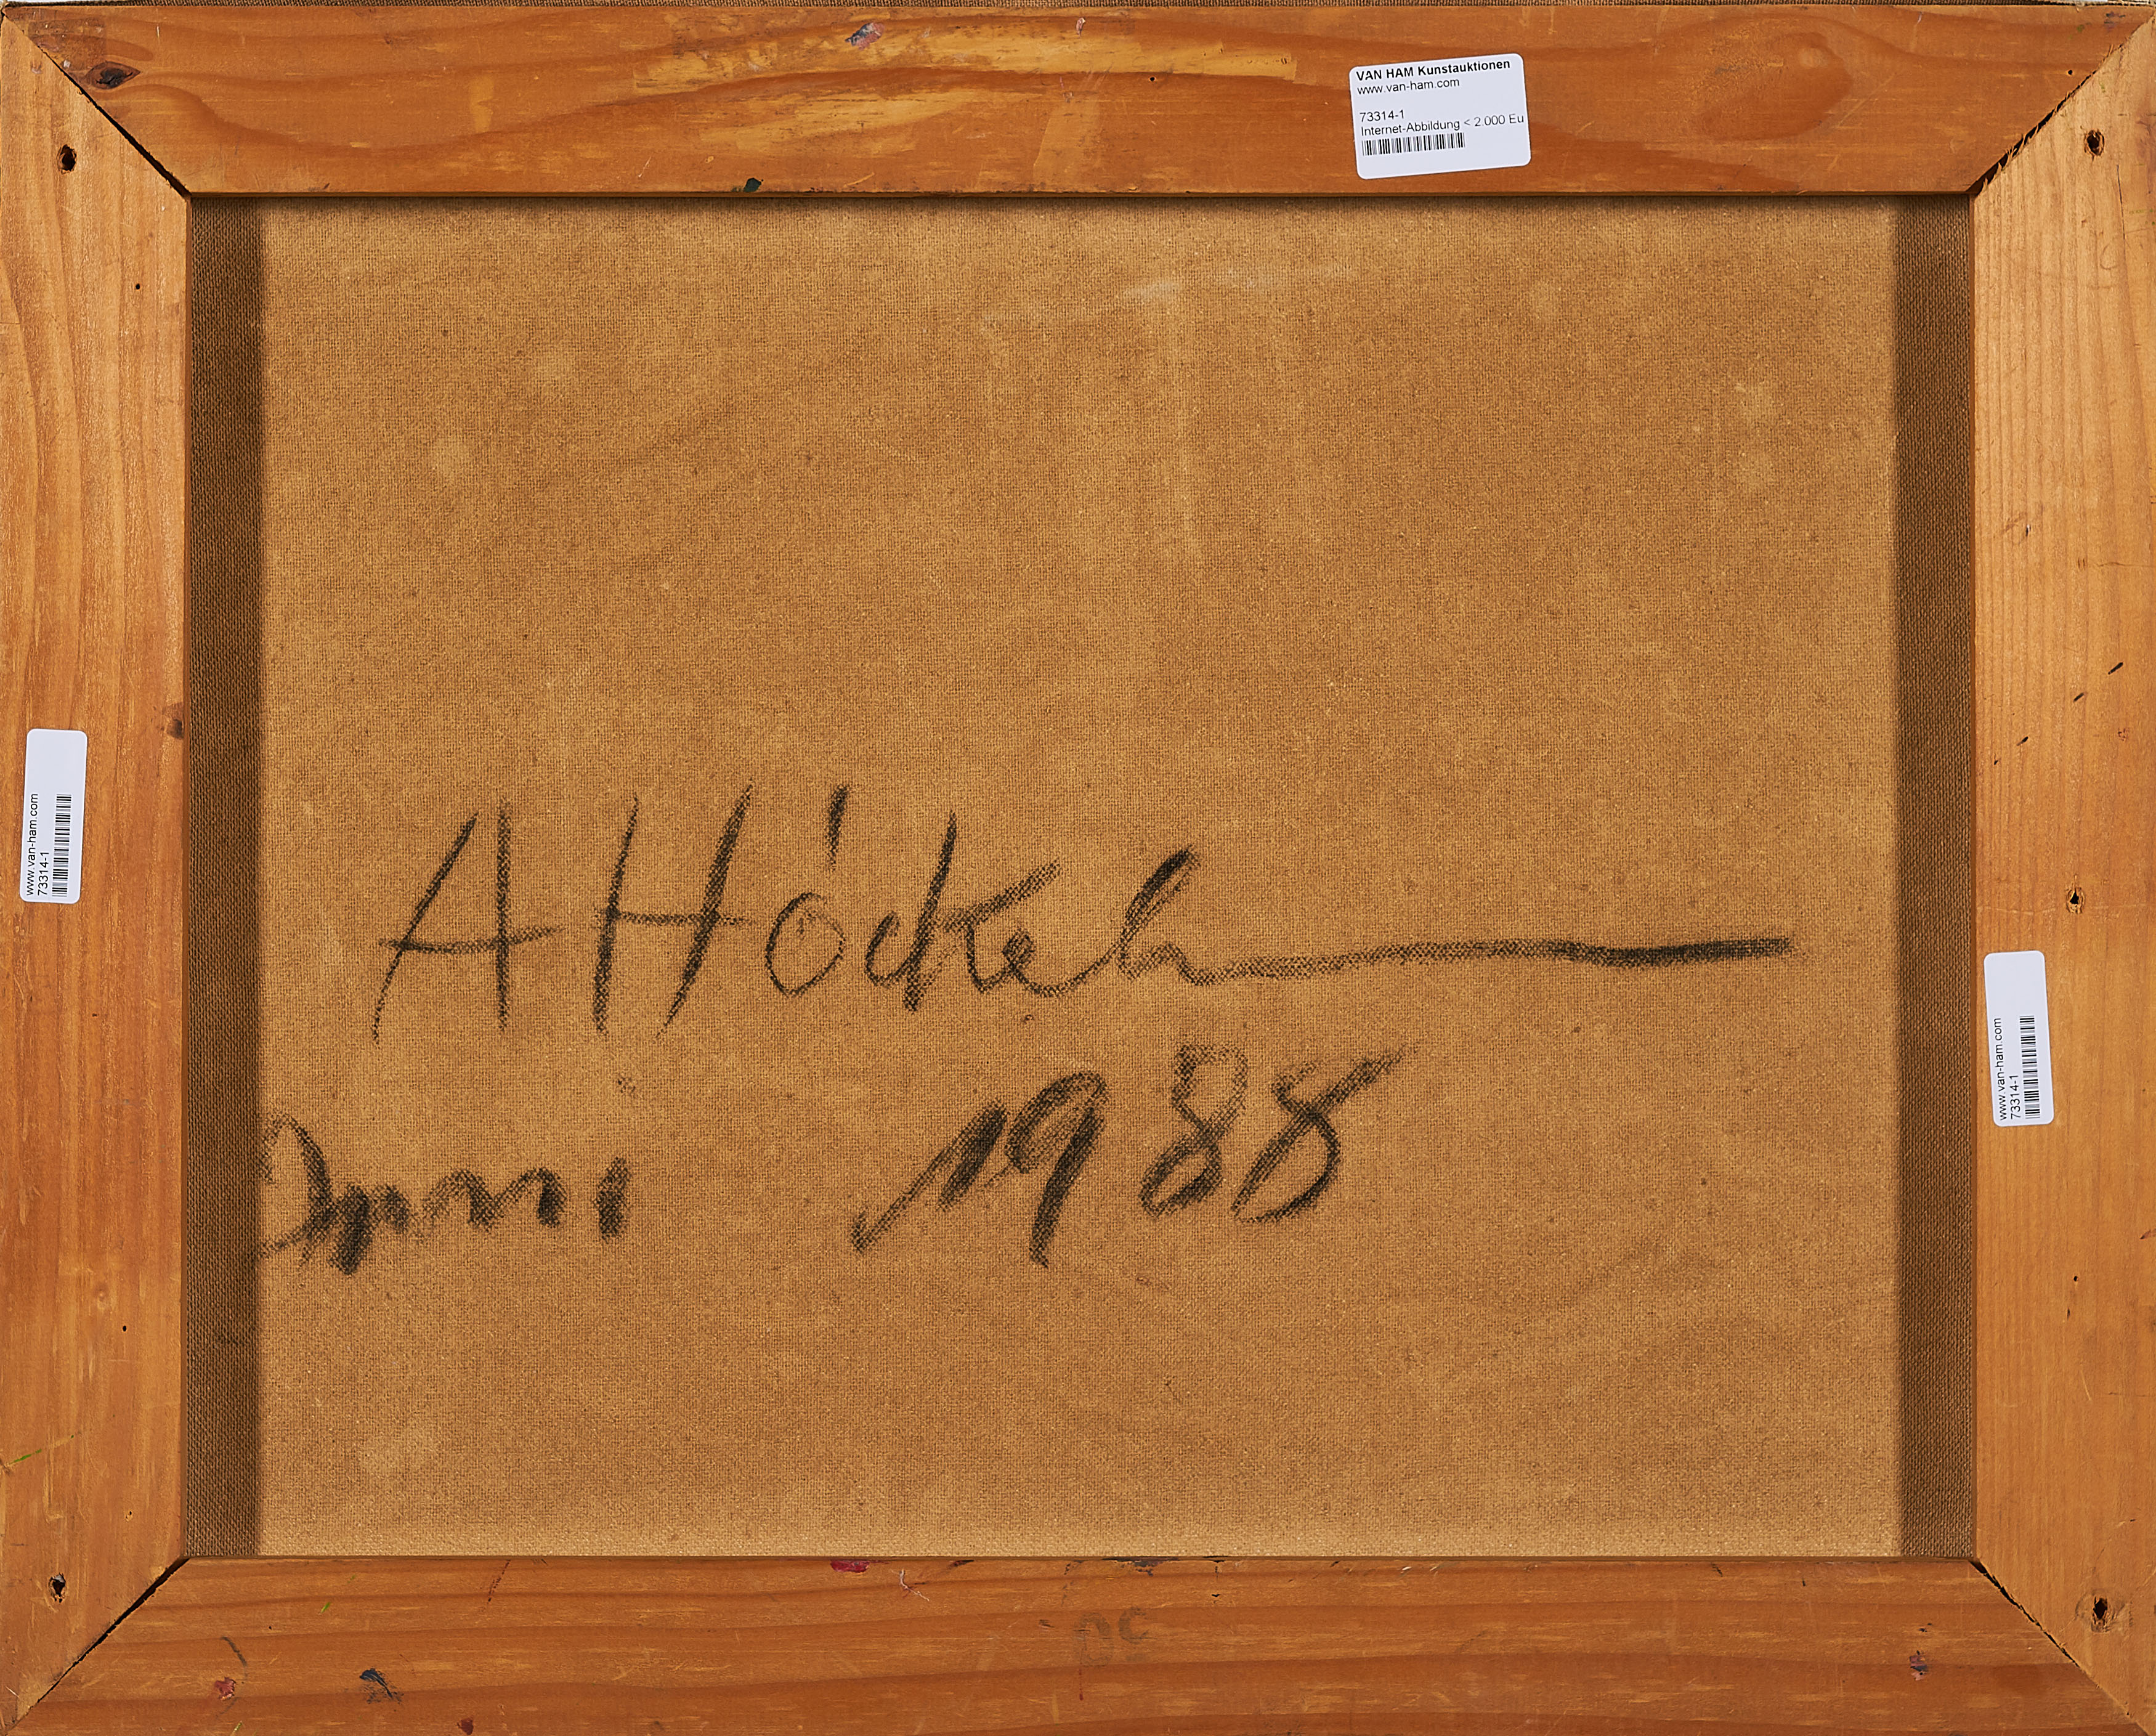 VAN HAM Kunstauktionen
www.van-ham.com
73314-1
Internet-Abbildung < 2.000 Eu
www.van-ham.com
73314-1
A Höckel
1988
www.van-ham.com
73314-1